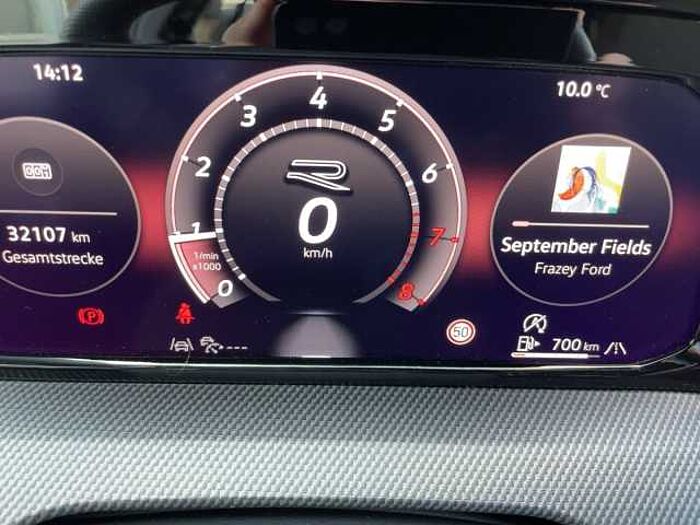 14:12
10.0 °C
4
3
5
2
6
1
7
0
8
R
0
km/h
1/min
x1000
32107 km
Gesamtstrecke
September Fields
Frazey Ford
P
50
A
700 km
---